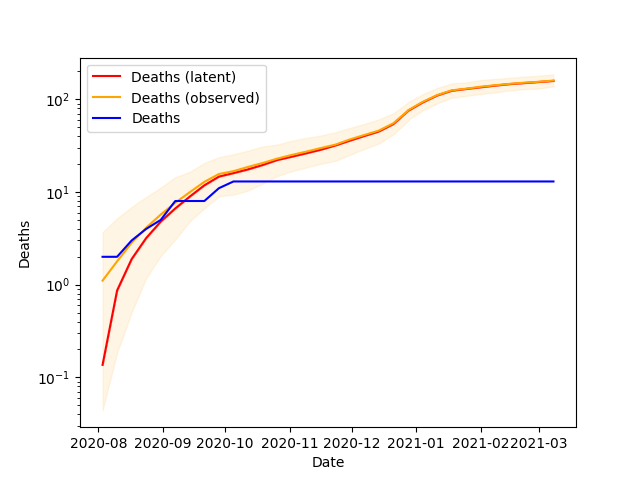 Deaths (latent)
Deaths (observed)
Deaths
10²
10¹
10⁰
10⁻¹
Deaths
2020-08 2020-09 2020-10 2020-11 2020-12 2021-01 2021-02 2021-03
Date